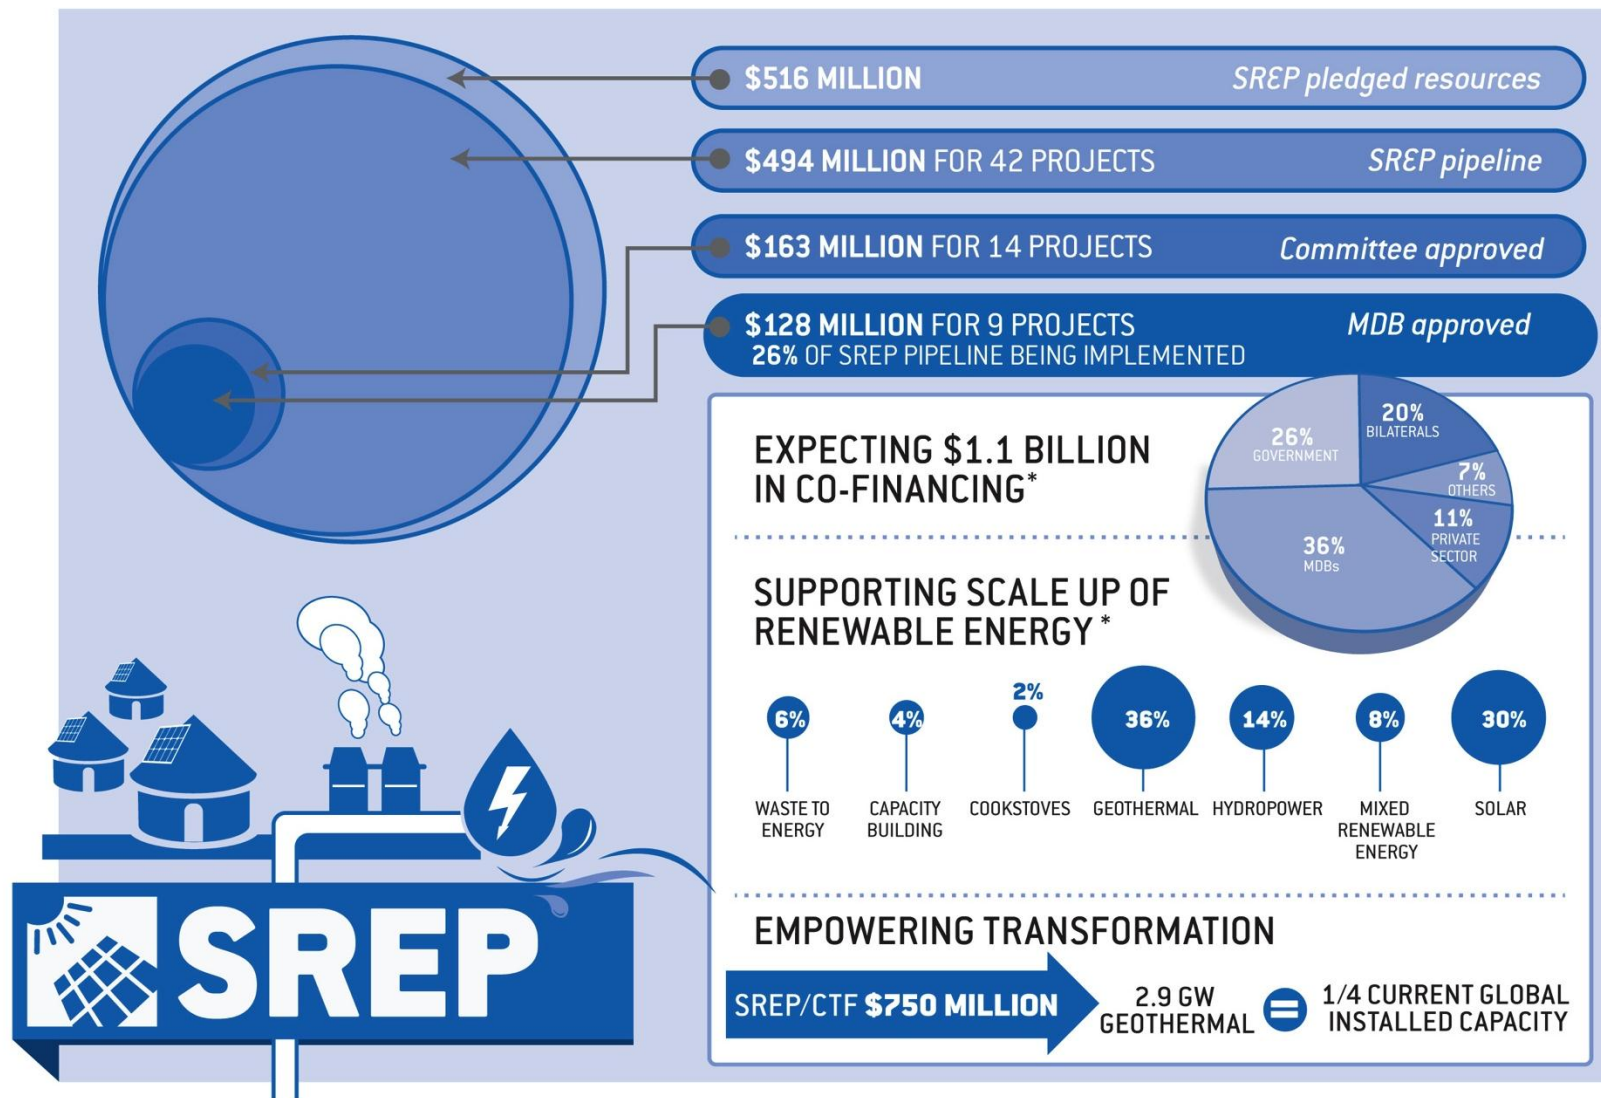 $516 MILLION SREP pledged resources
$494 MILLION FOR 42 PROJECTS SREP pipeline
$163 MILLION FOR 14 PROJECTS Committee approved
$128 MILLION FOR 9 PROJECTS MDB approved
26% OF SREP PIPELINE BEING IMPLEMENTED
EXPECTING $1.1 BILLION
IN CO-FINANCING*
26%
GOVERNMENT
20%
BILATERALS
7%
OTHERS
11%
PRIVATE
SECTOR
36%
MDBs
SUPPORTING SCALE UP OF
RENEWABLE ENERGY *
6%
WASTE TO
ENERGY
4%
CAPACITY
BUILDING
2%
COOKSTOVES
36%
GEOTHERMAL
14%
HYDROPOWER
8%
MIXED
RENEWABLE
ENERGY
30%
SOLAR
EMPOWERING TRANSFORMATION
SREP/CTF $750 MILLION
2.9 GW
GEOTHERMAL
=
1/4 CURRENT GLOBAL
INSTALLED CAPACITY
SREP